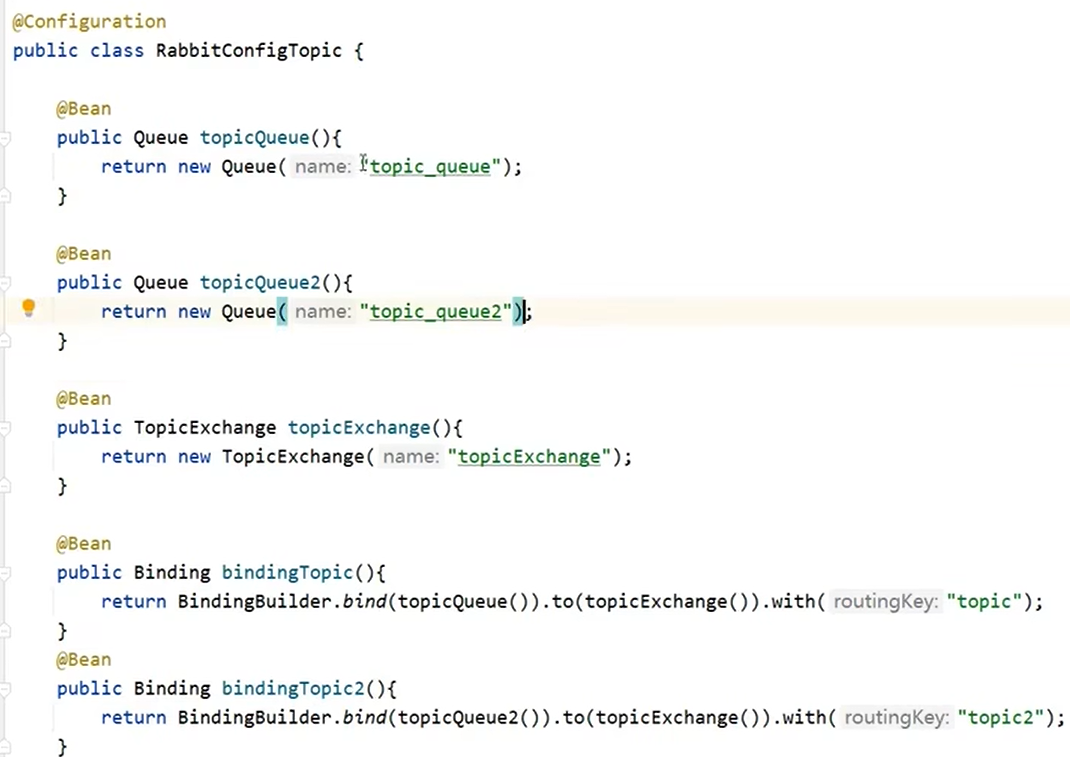 @Configuration
public class RabbitConfigTopic {
@Bean
public Queue topicQueue(){
return new Queue( name: "topic_queue");
}
@Bean
public Queue topicQueue2(){
return new Queue( name: "topic_queue2");
}
@Bean
public TopicExchange topicExchange(){
return new TopicExchange( name: "topicExchange");
}
@Bean
public Binding bindingTopic(){
return BindingBuilder.bind(topicQueue()).to(topicExchange()).with( routingKey: "topic");
}
@Bean
public Binding bindingTopic2(){
return BindingBuilder.bind(topicQueue2()).to(topicExchange()).with( routingKey: "topic2");
}